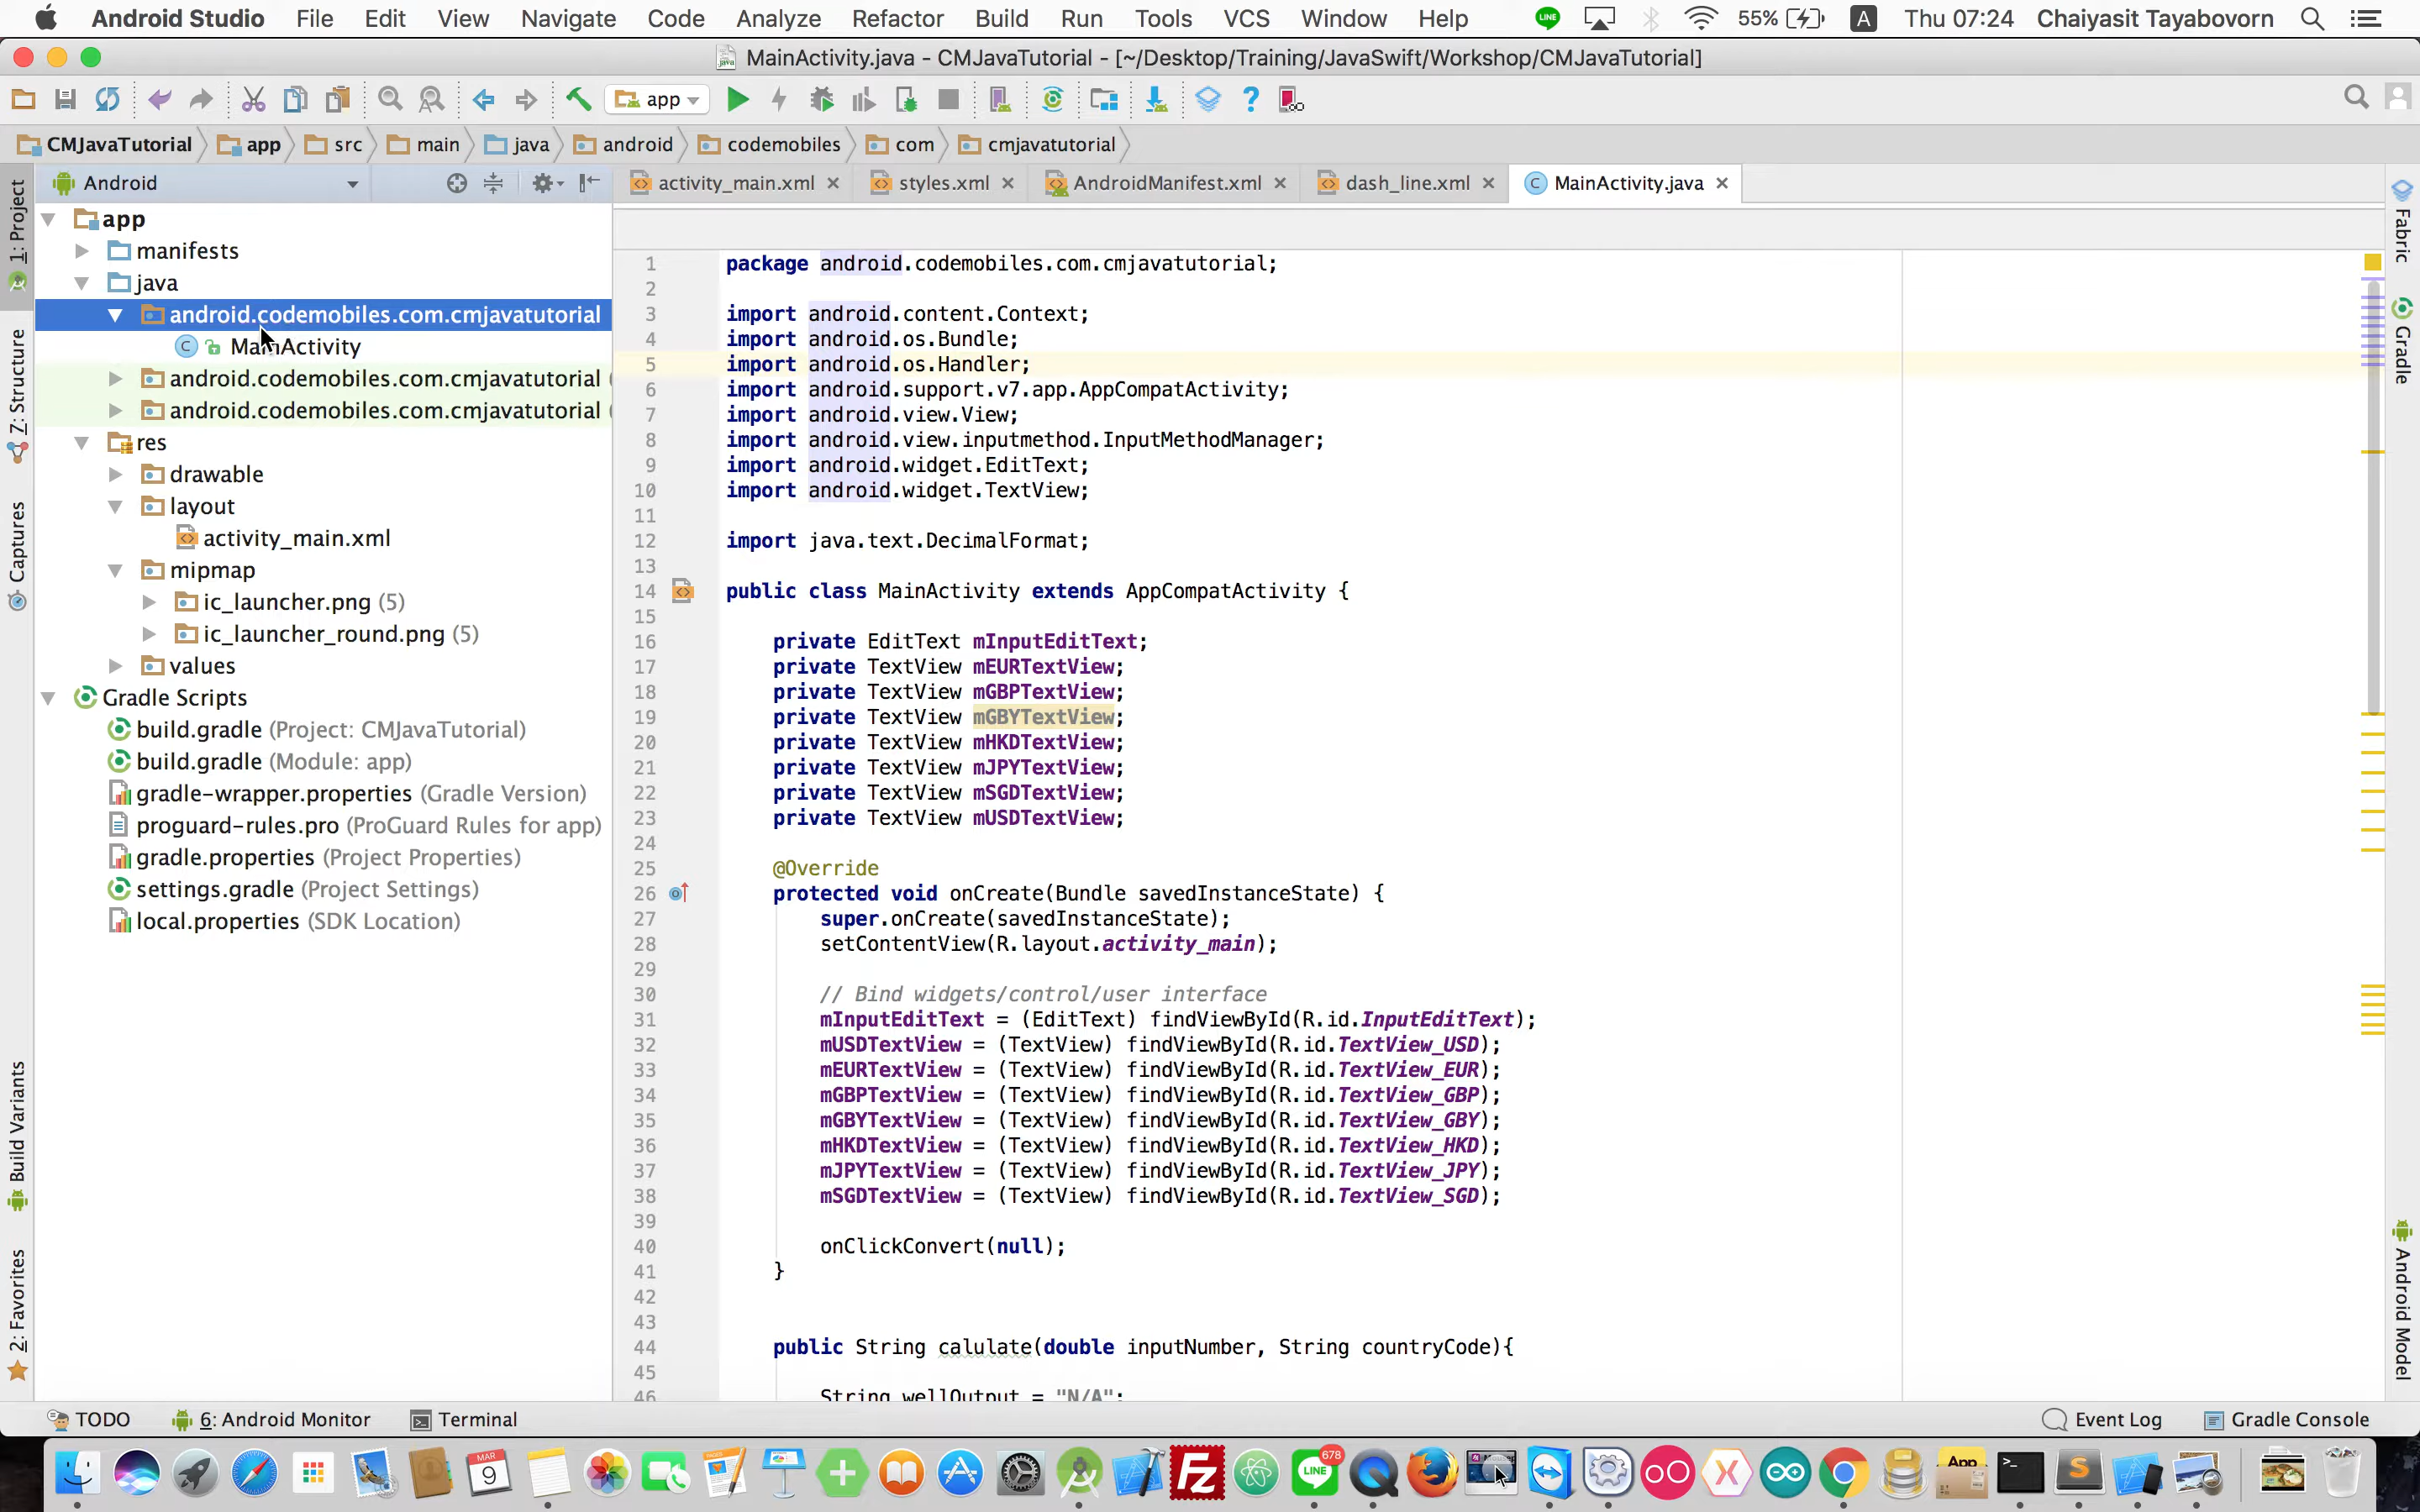 Android Studio File Edit View Navigate Code Analyze Refactor Build Run Tools VCS Window Help LINE 55% A Thu 07:24 Chaiyasit Tayabovorn
MainActivity.java - CMJavaTutorial - [~/Desktop/Training/JavaSwift/Workshop/CMJavaTutorial]
app
CMJavaTutorial app src main java android codemobiles com cmjavatutorial
Android
activity_main.xml styles.xml AndroidManifest.xml dash_line.xml MainActivity.java
1: Project
Z: Structure
Captures
Build Variants
2: Favorites
app
manifests
java
android.codemobiles.com.cmjavatutorial
MainActivity
android.codemobiles.com.cmjavatutorial (
android.codemobiles.com.cmjavatutorial (
res
drawable
layout
activity_main.xml
mipmap
ic_launcher.png (5)
ic_launcher_round.png (5)
values
Gradle Scripts
build.gradle (Project: CMJavaTutorial)
build.gradle (Module: app)
gradle-wrapper.properties (Gradle Version)
proguard-rules.pro (ProGuard Rules for app)
gradle.properties (Project Properties)
settings.gradle (Project Settings)
local.properties (SDK Location)
1 package android.codemobiles.com.cmjavatutorial;
2
3 import android.content.Context;
4 import android.os.Bundle;
5 import android.os.Handler;
6 import android.support.v7.app.AppCompatActivity;
7 import android.view.View;
8 import android.view.inputmethod.InputMethodManager;
9 import android.widget.EditText;
10 import android.widget.TextView;
11
12 import java.text.DecimalFormat;
13
14 public class MainActivity extends AppCompatActivity {
15
16 private EditText mInputEditText;
17 private TextView mEURTextView;
18 private TextView mGBPTextView;
19 private TextView mGBYTextView;
20 private TextView mHKDTextView;
21 private TextView mJPYTextView;
22 private TextView mSGDTextView;
23 private TextView mUSDTextView;
24
25 @Override
26 protected void onCreate(Bundle savedInstanceState) {
27 super.onCreate(savedInstanceState);
28 setContentView(R.layout.activity_main);
29
30 // Bind widgets/control/user interface
31 mInputEditText = (EditText) findViewById(R.id.InputEditText);
32 mUSDTextView = (TextView) findViewById(R.id.TextView_USD);
33 mEURTextView = (TextView) findViewById(R.id.TextView_EUR);
34 mGBPTextView = (TextView) findViewById(R.id.TextView_GBP);
35 mGBYTextView = (TextView) findViewById(R.id.TextView_GBY);
36 mHKDTextView = (TextView) findViewById(R.id.TextView_HKD);
37 mJPYTextView = (TextView) findViewById(R.id.TextView_JPY);
38 mSGDTextView = (TextView) findViewById(R.id.TextView_SGD);
39
40 onClickConvert(null);
41 }
42
43
44 public String calulate(double inputNumber, String countryCode){
45
46 String wellOutput = "N/A";
Fabric
Gradle
Android Model
TODO 6: Android Monitor Terminal Event Log Gradle Console
MAR
9
Fz
LINE
678
App
S